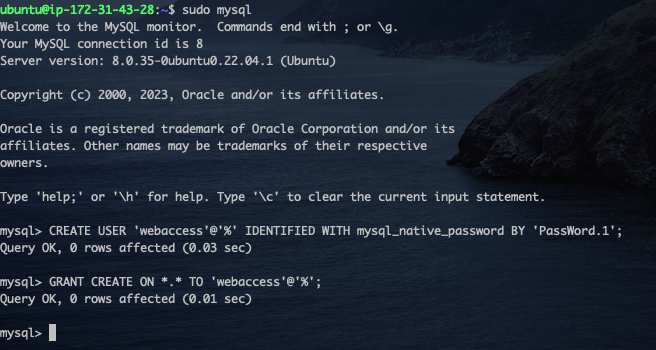 ubuntu@ip-172-31-43-28:~$ sudo mysql
Welcome to the MySQL monitor.  Commands end with ; or \g.
Your MySQL connection id is 8
Server version: 8.0.35-0ubuntu0.22.04.1 (Ubuntu)
Copyright (c) 2000, 2023, Oracle and/or its affiliates.
Oracle is a registered trademark of Oracle Corporation and/or its
affiliates. Other names may be trademarks of their respective
owners.
Type 'help;' or '\h' for help. Type '\c' to clear the current input statement.
mysql> CREATE USER 'webaccess'@'%' IDENTIFIED WITH mysql_native_password BY 'PassWord.1';
Query OK, 0 rows affected (0.03 sec)
mysql> GRANT CREATE ON *.* TO 'webaccess'@'%';
Query OK, 0 rows affected (0.01 sec)
mysql>